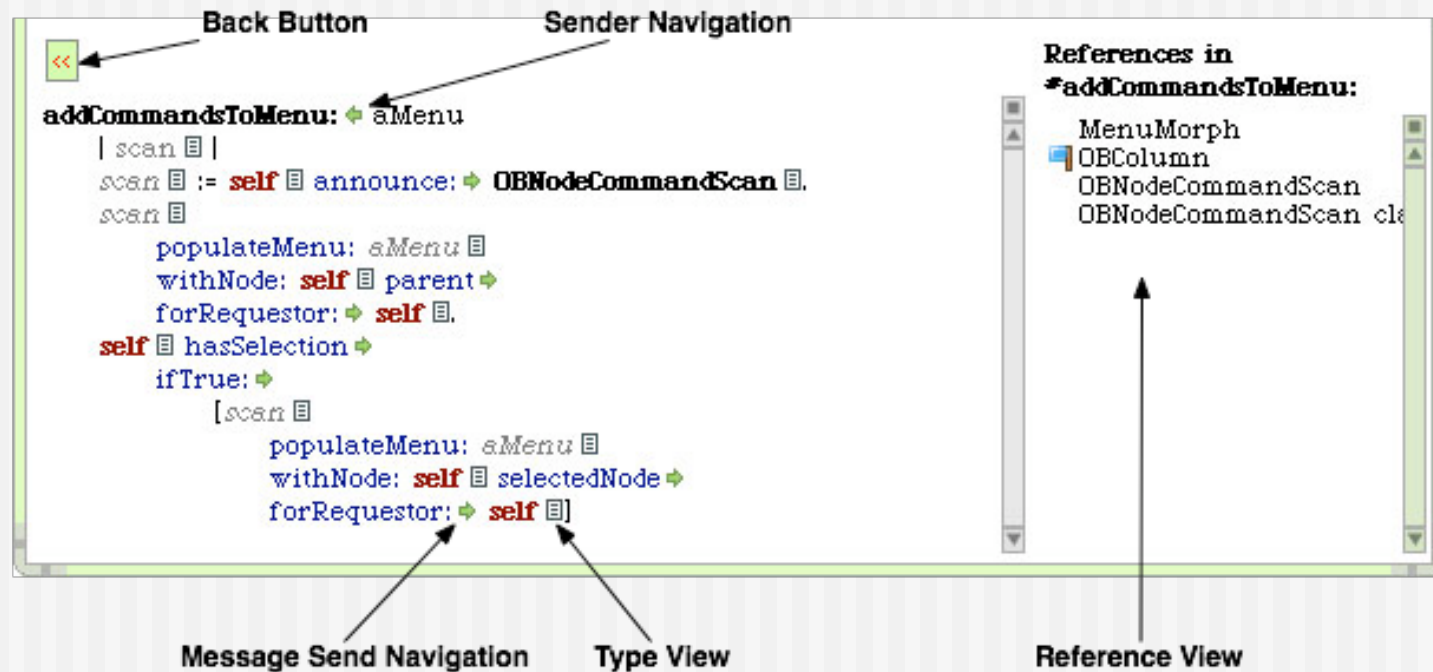 Back Button
Sender Navigation
<<
addCommandsToMenu: aMenu
| scan |
scan := self announce: OBNodeCommandScan.
scan
populateMenu: aMenu
withNode: self parent
forRequestor: self.
self hasSelection
ifTrue:
[scan
populateMenu: aMenu
withNode: self selectedNode
forRequestor: self]
References in
#addCommandsToMenu:
MenuMorph
OBColumn
OBNodeCommandScan
OBNodeCommandScan cla
Message Send Navigation
Type View
Reference View